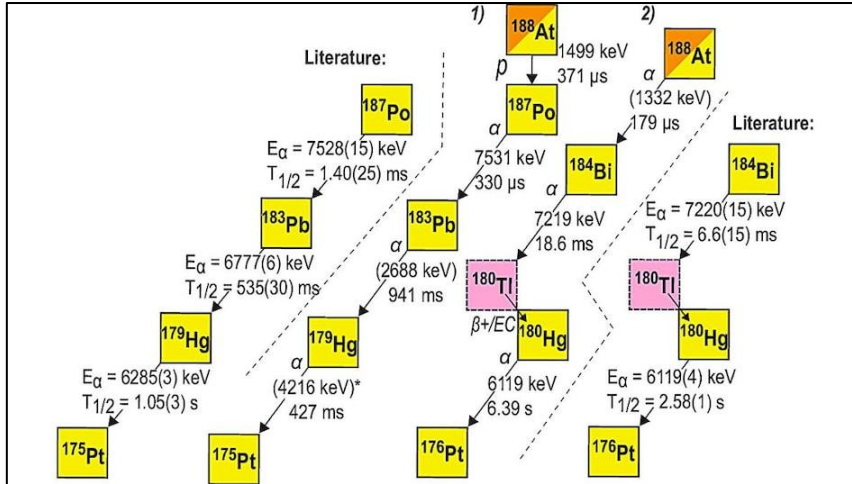 1)
188At
2)
Literature:
p
1499 keV
371 µs
188At
187Po
187Po
α
(1332 keV)
179 µs
Literature:
Eα = 7528(15) keV
T1/2 = 1.40(25) ms
α
7531 keV
330 µs
184Bi
184Bi
183Pb
183Pb
α
7219 keV
18.6 ms
Eα = 7220(15) keV
T1/2 = 6.6(15) ms
Eα = 6777(6) keV
T1/2 = 535(30) ms
α
(2688 keV)
941 ms
180Tl
180Tl
179Hg
179Hg
β+/EC
180Hg
180Hg
Eα = 6285(3) keV
T1/2 = 1.05(3) s
α
(4216 keV)*
427 ms
α
6119 keV
6.39 s
Eα = 6119(4) keV
T1/2 = 2.58(1) s
175Pt
175Pt
176Pt
176Pt